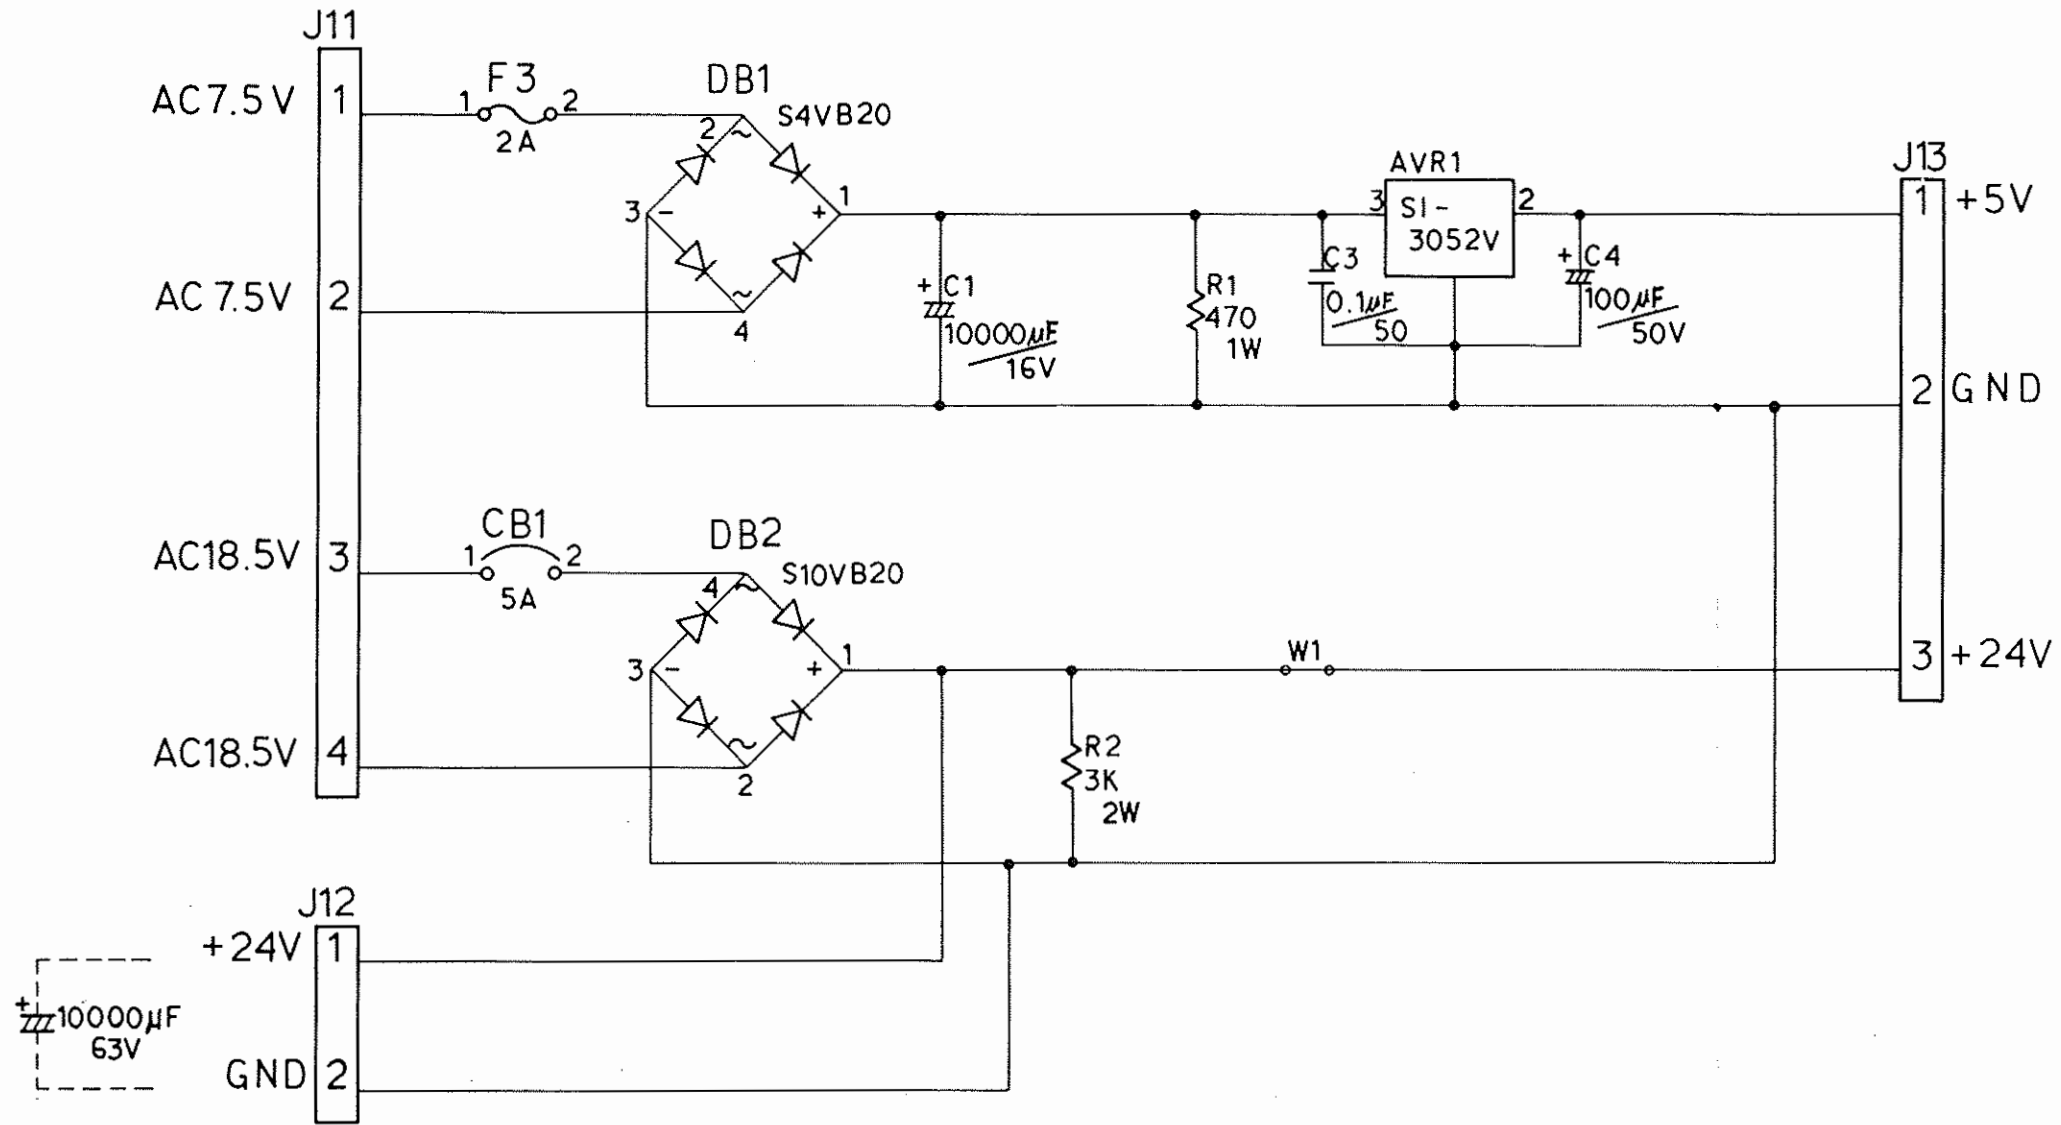 J11
AC7.5V 1
1 F3 2
2A
DB1
S4VB20
2 ~
3 -
+ 1
~
4
AC 7.5V 2
+ C1
10000µF
16V
R1
470
1W
C3
0.1µF
50
AVR1
3 SI- 2
3052V
+ C4
100µF
50V
J13
1 +5V
2 GND
3 +24V
AC18.5V 3
CB1
1 2
5A
DB2
S10VB20
4 ~
3 -
+ 1
~
2
AC18.5V 4
W1
R2
3K
2W
J12
+24V 1
+
10000µF
63V
GND 2